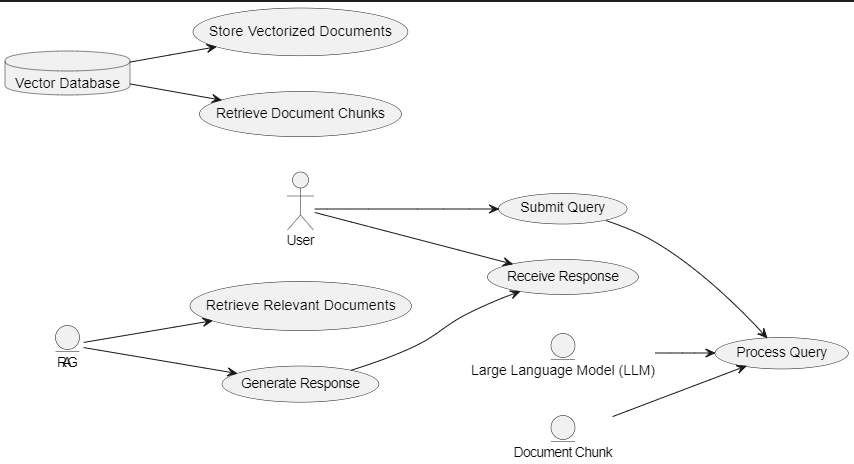 Store Vectorized Documents
Vector Database
Retrieve Document Chunks
User
Submit Query
Receive Response
Retrieve Relevant Documents
RAG
Generate Response
Large Language Model (LLM)
Process Query
Document Chunk